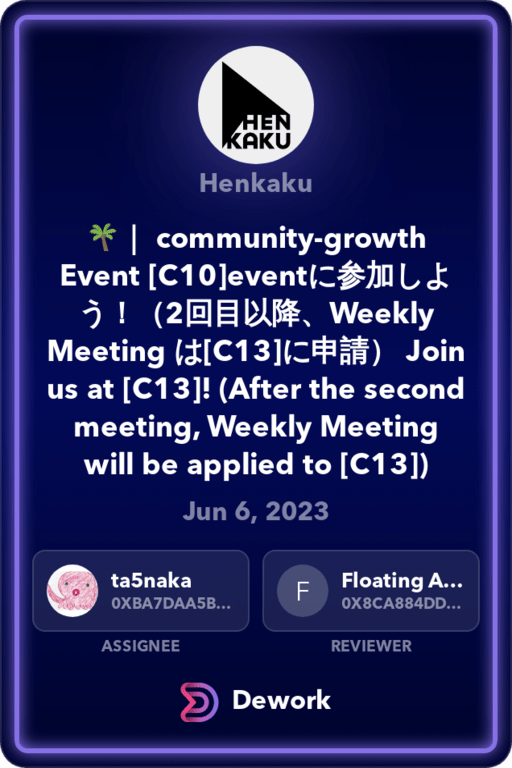 HEN
KAKU
Henkaku
🌴｜ community-growth
Event [C10]eventに参加しよ
う！（2回目以降、Weekly
Meeting は[C13]に申請） Join
us at [C13]! (After the second
meeting, Weekly Meeting
will be applied to [C13])
Jun 6, 2023
ta5naka
0XBA7DAA5B...
ASSIGNEE
F
Floating A...
0X8CA884DD...
REVIEWER
Dework